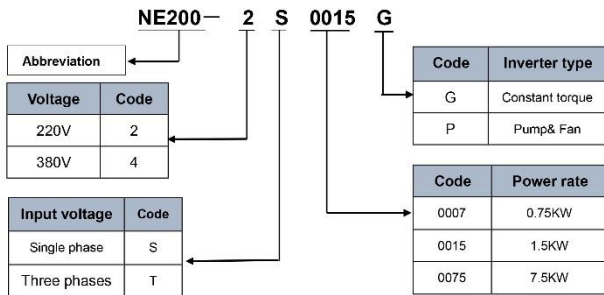 NE200— 2 S 0015 G
Abbreviation
Voltage Code
220V 2
380V 4
Input voltage Code
Single phase S
Three phases T
Code Inverter type
G Constant torque
P Pump& Fan
Code Power rate
0007 0.75KW
0015 1.5KW
0075 7.5KW